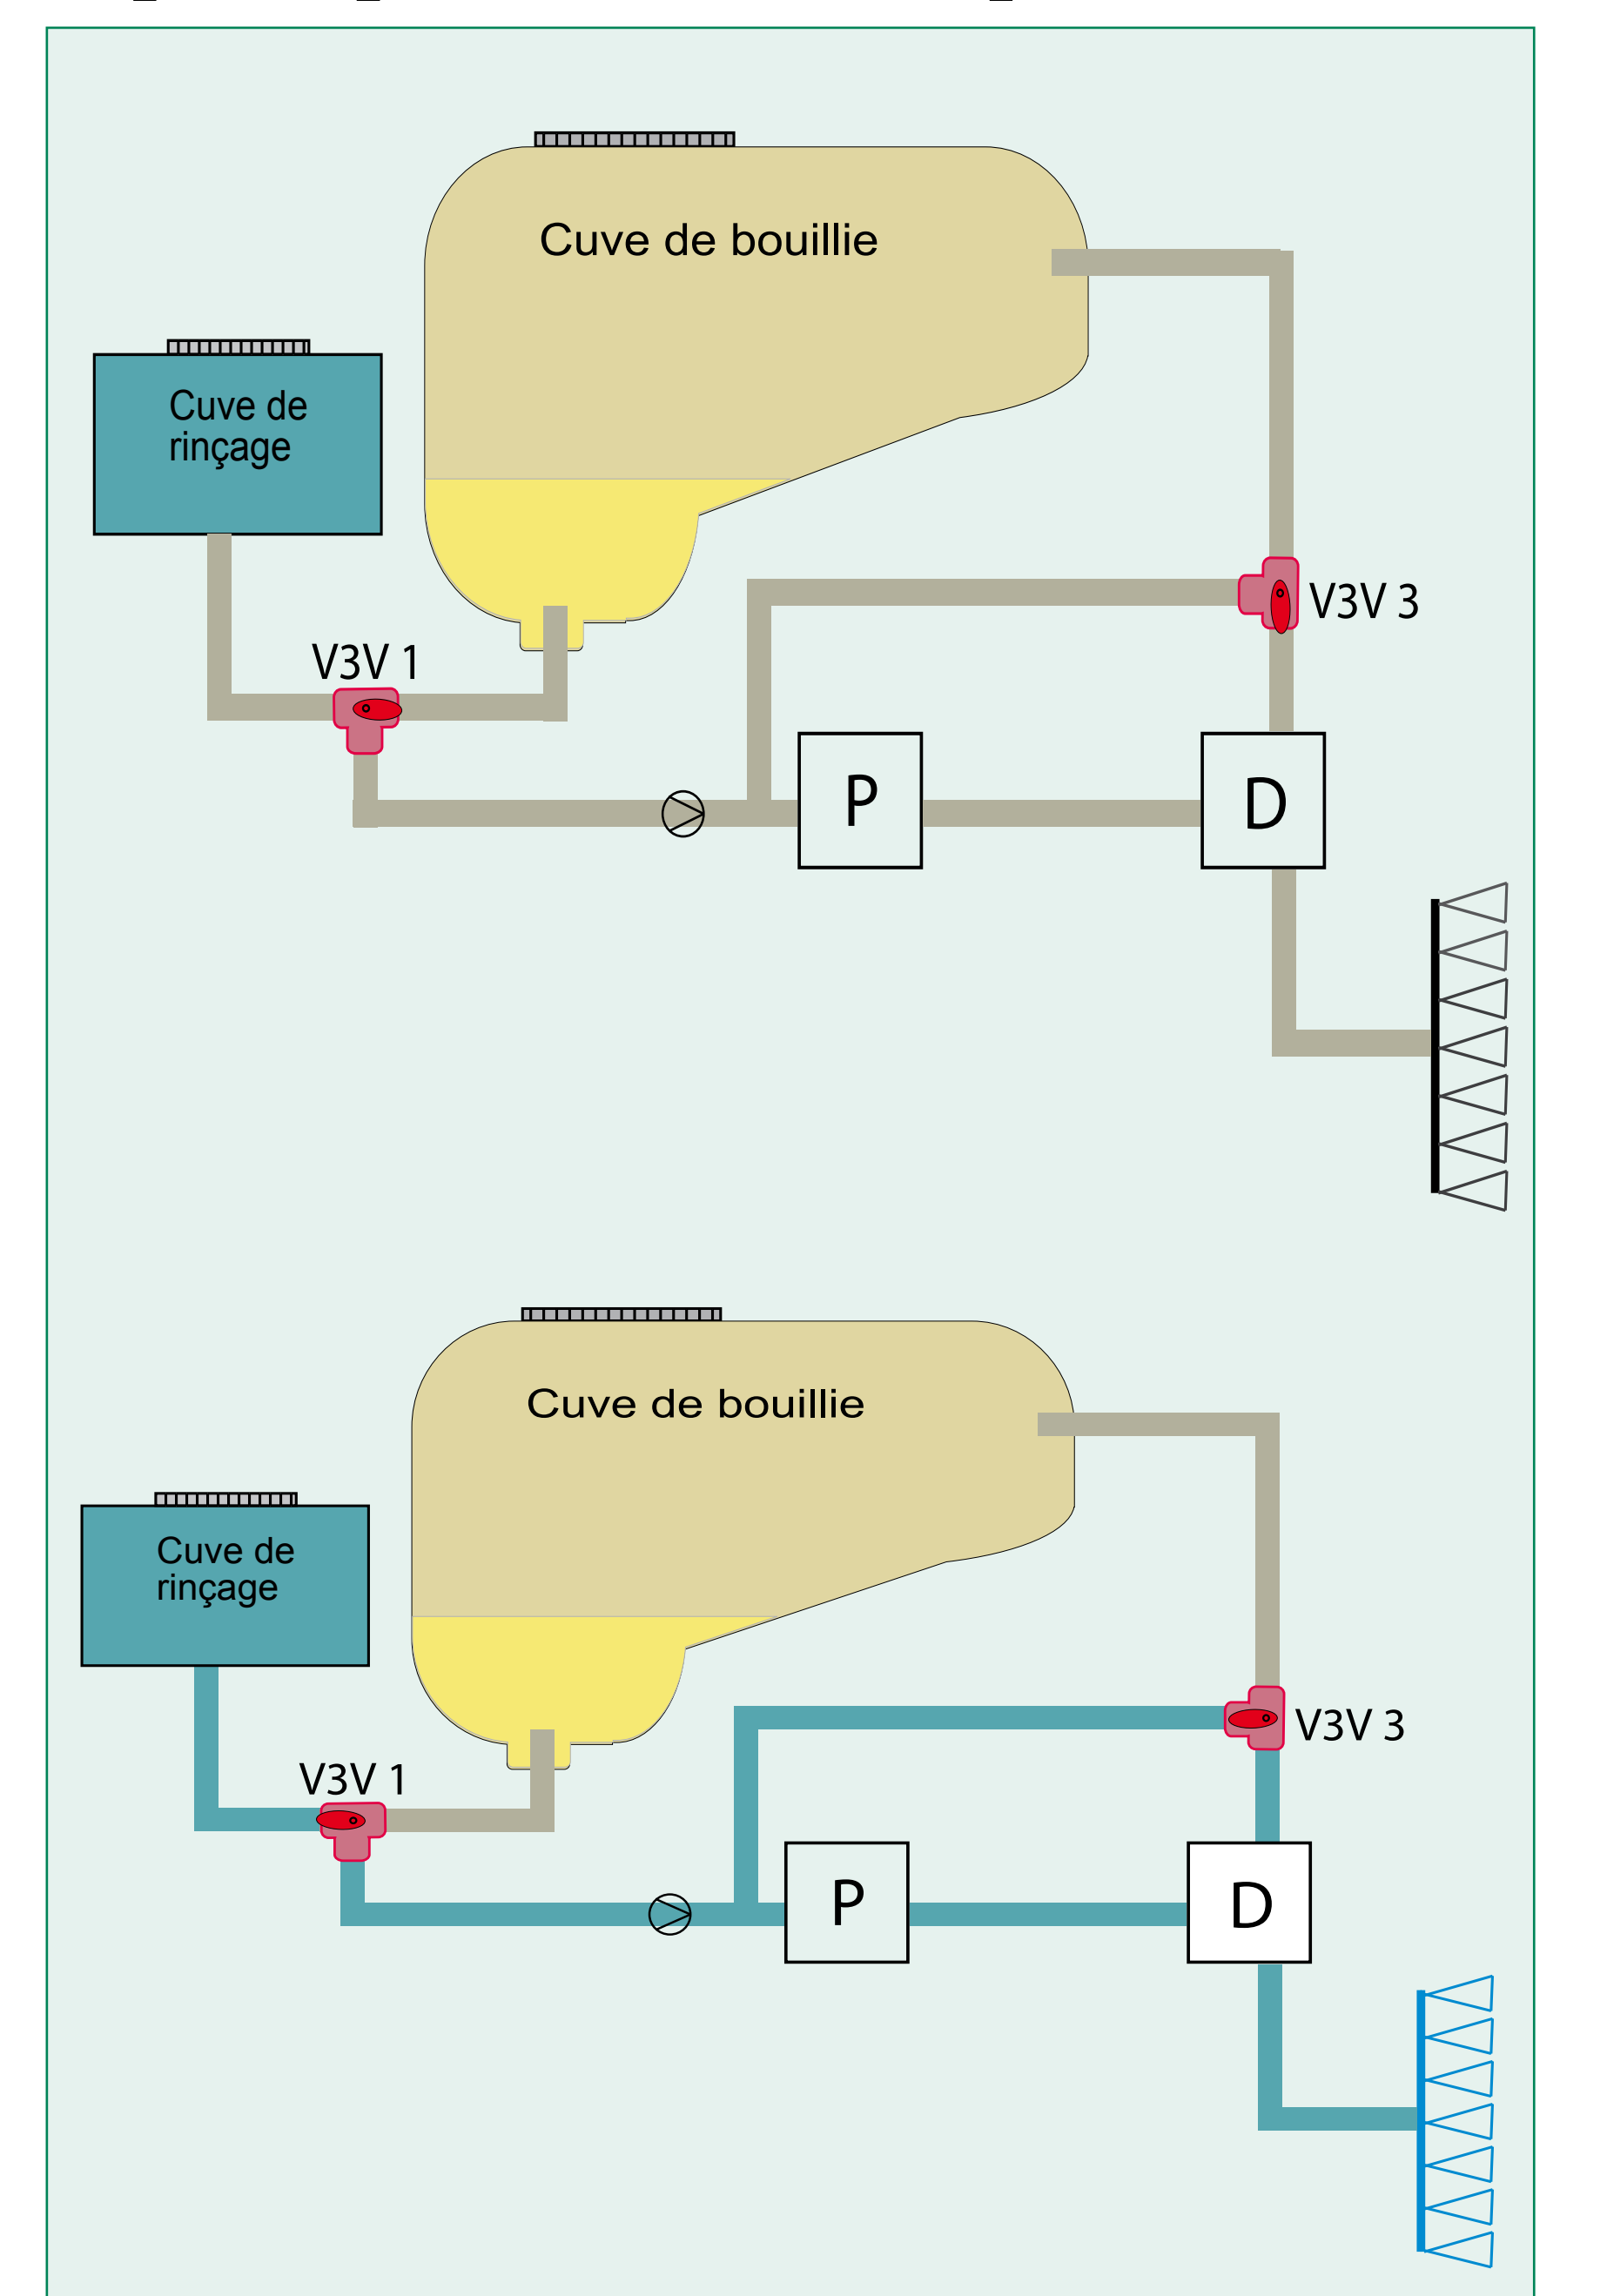 Cuve de bouillie
Cuve de
rinçage
V3V 3
V3V 1
P
D
Cuve de bouillie
Cuve de
rinçage
V3V 3
V3V 1
P
D